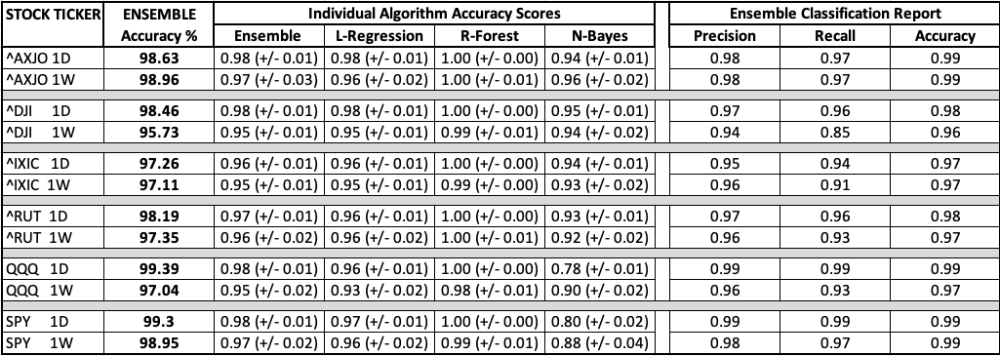 STOCK TICKER ENSEMBLE Individual Algorithm Accuracy Scores Ensemble Classification Report
Accuracy % Ensemble L-Regression R-Forest N-Bayes Precision Recall Accuracy
^AXJO 1D 98.63 0.98 (+/- 0.01) 0.98 (+/- 0.01) 1.00 (+/- 0.00) 0.94 (+/- 0.01) 0.98 0.97 0.99
^AXJO 1W 98.96 0.97 (+/- 0.03) 0.96 (+/- 0.02) 1.00 (+/- 0.01) 0.96 (+/- 0.02) 0.98 0.97 0.99
^DJI 1D 98.46 0.98 (+/- 0.01) 0.98 (+/- 0.01) 1.00 (+/- 0.00) 0.95 (+/- 0.01) 0.97 0.96 0.98
^DJI 1W 95.73 0.95 (+/- 0.01) 0.95 (+/- 0.01) 0.99 (+/- 0.01) 0.94 (+/- 0.02) 0.94 0.85 0.96
^IXIC 1D 97.26 0.96 (+/- 0.01) 0.96 (+/- 0.01) 1.00 (+/- 0.00) 0.94 (+/- 0.01) 0.95 0.94 0.97
^IXIC 1W 97.11 0.95 (+/- 0.01) 0.95 (+/- 0.01) 0.99 (+/- 0.00) 0.93 (+/- 0.02) 0.96 0.91 0.97
^RUT 1D 98.19 0.97 (+/- 0.01) 0.96 (+/- 0.01) 1.00 (+/- 0.00) 0.93 (+/- 0.01) 0.97 0.96 0.98
^RUT 1W 97.35 0.96 (+/- 0.02) 0.96 (+/- 0.02) 1.00 (+/- 0.01) 0.92 (+/- 0.02) 0.96 0.93 0.97
QQQ 1D 99.39 0.98 (+/- 0.01) 0.96 (+/- 0.01) 1.00 (+/- 0.00) 0.78 (+/- 0.01) 0.99 0.99 0.99
QQQ 1W 97.04 0.95 (+/- 0.02) 0.93 (+/- 0.02) 0.98 (+/- 0.01) 0.90 (+/- 0.02) 0.96 0.93 0.97
SPY 1D 99.3 0.98 (+/- 0.01) 0.97 (+/- 0.01) 1.00 (+/- 0.00) 0.80 (+/- 0.02) 0.99 0.99 0.99
SPY 1W 98.95 0.97 (+/- 0.02) 0.96 (+/- 0.02) 0.99 (+/- 0.01) 0.88 (+/- 0.04) 0.98 0.97 0.99